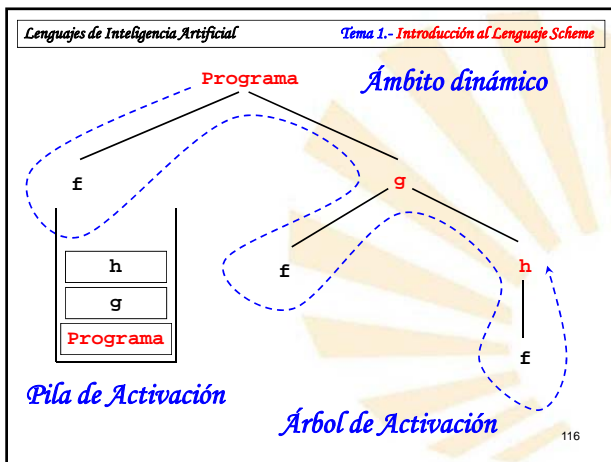 Lenguajes de Inteligencia Artificial Tema 1.- Introducción al Lenguaje Scheme
Programa
Ámbito dinámico
f
g
f
h
h
g
Programa
f
Pila de Activación
Árbol de Activación
116